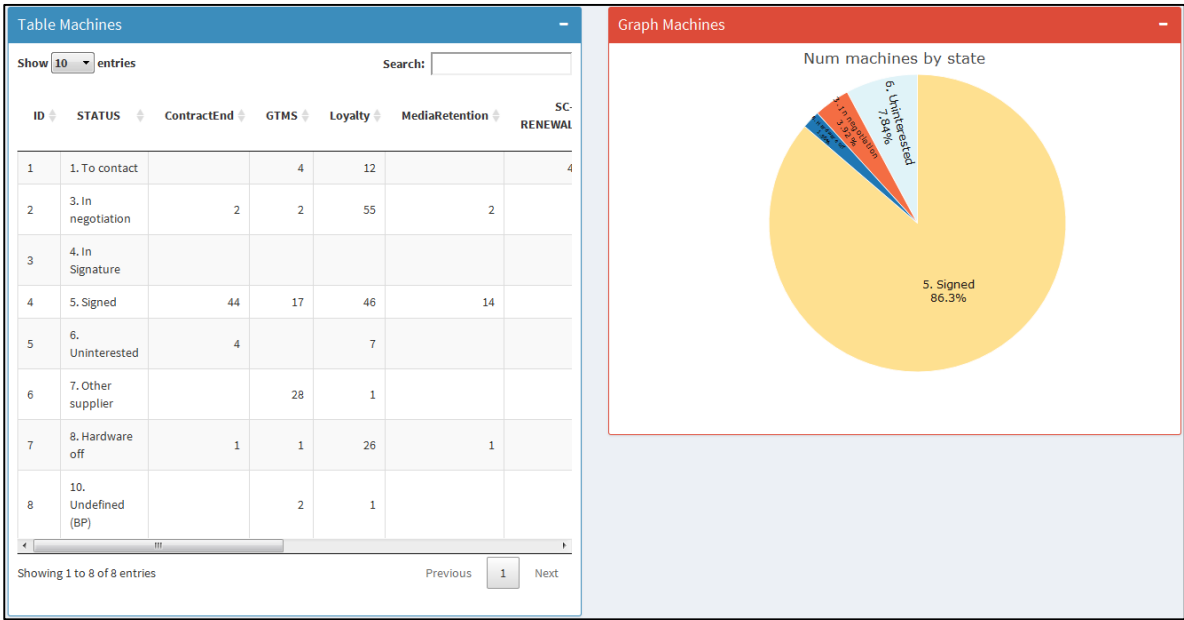 Table Machines
Show 10 entries
Search:
ID STATUS ContractEnd GTMS Loyalty MediaRetention SC-
RENEWAL
1 1. To contact 4 12 4
2 3. In
negotiation 2 2 55 2
3 4. In
Signature
4 5. Signed 44 17 46 14
5 6.
Uninterested 4 7
6 7. Other
supplier 28 1
7 8. Hardware
off 1 1 26 1
8 10.
Undefined
(BP) 2 1
Showing 1 to 8 of 8 entries
Previous 1 Next
Graph Machines
Num machines by state
6. Uninterested
7.84%
3. In negotiation
3.92%
5. Signed
86.3%